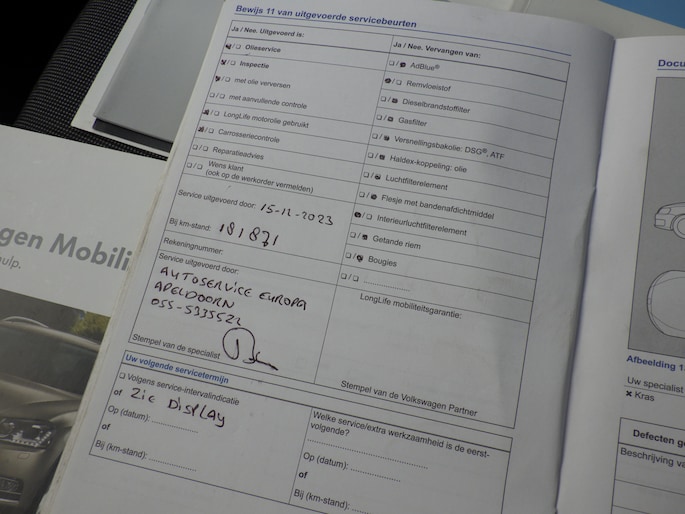 Bewijs 11 van uitgevoerde servicebeurten
Ja / Nee. Uitgevoerd is:
Olieservice
Inspectie
met olie verversen
met aanvullende controle
LongLife motorolie gebruikt
Carrosseriecontrole
Reparatieadvies
Wens klant
(ook op de werkorder vermelden)
Ja / Nee. Vervangen van:
AdBlue®
Remvloeistof
Dieselbrandstoffilter
Gasfilter
Versnellingsbakolie: DSG®, ATF
Haldex-koppeling: olie
Luchtfilterelement
Flesje met bandenafdichtmiddel
Interieurluchtfilterelement
Getande riem
Bougies
Service uitgevoerd door: 15-12-2023
Bij km-stand: 181871
Rekeningnummer:
Service uitgevoerd door:
AUTOSERVICE EUROPA
APELDOORN
055-5335522
Stempel van de specialist
LongLife mobiliteitsgarantie:
Stempel van de Volkswagen Partner
Uw volgende servicetermijn
Volgens service-intervalindicatie
of Zie DISPLAY
Op (datum):
of
Bij (km-stand):
Welke service/extra werkzaamheid is de eerst-
volgende?
Op (datum):
of
Bij (km-stand):
gen Mobili
hulp.
Docu
Afbeelding 1
Uw specialist
× Kras
Defecten ge
Beschrijving va